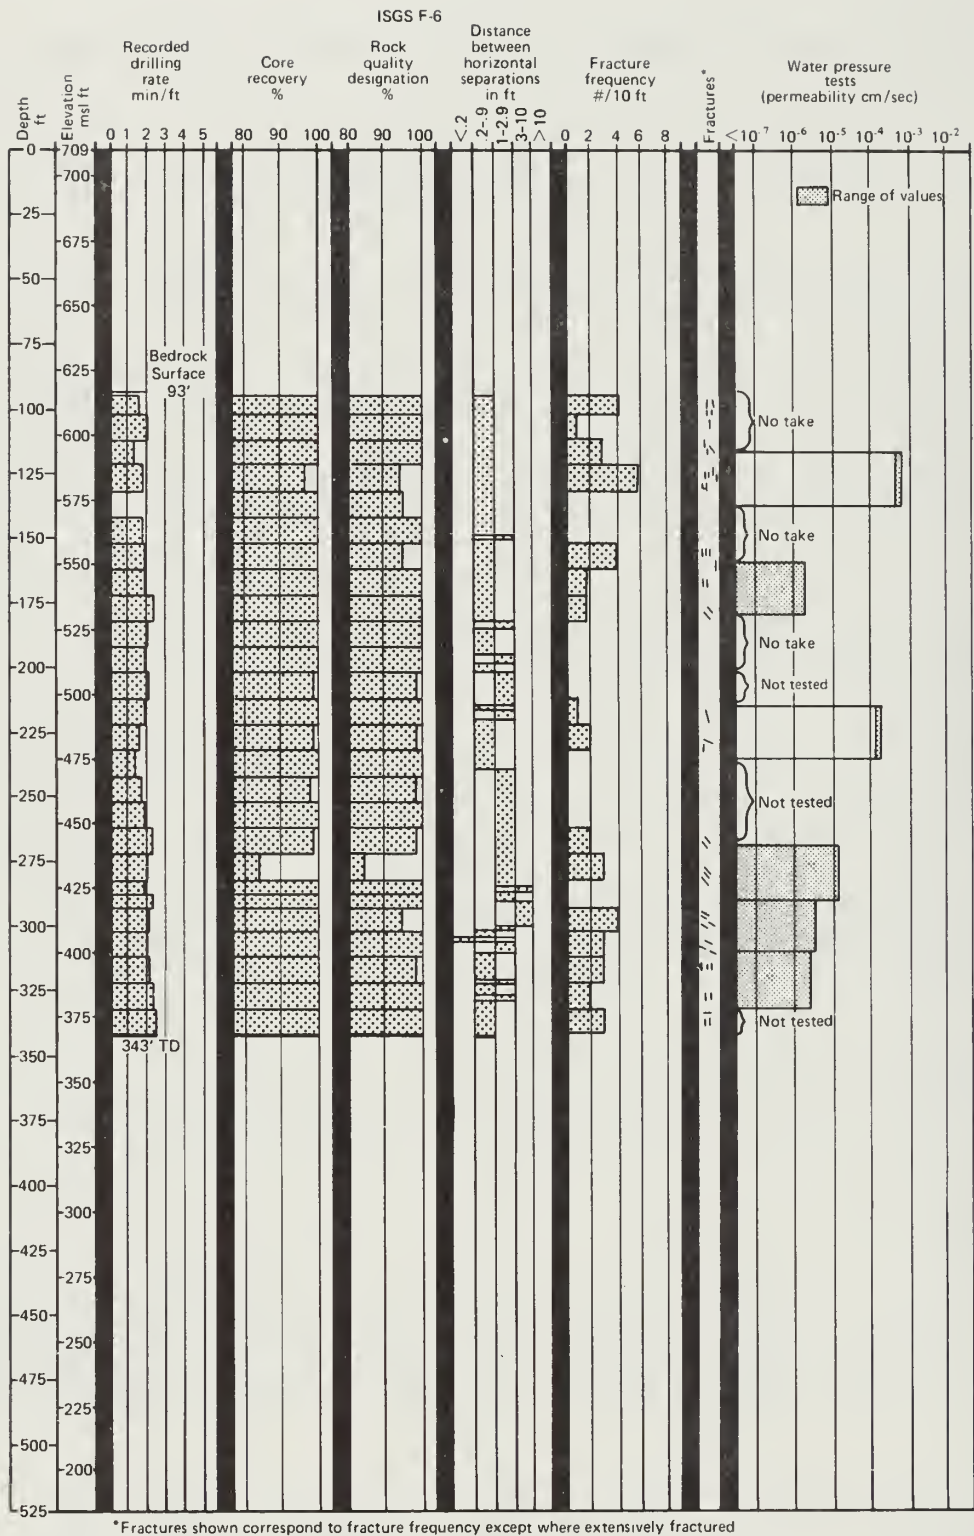 ISGS F-6
Depth
ft
Elevation
msl ft
Recorded
drilling
rate
min/ft
Core
recovery
%
Rock
quality
designation
%
Distance
between
horizontal
separations
in ft
Fracture
frequency
#/10 ft
Fractures*
Water pressure
tests
(permeability cm/sec)
0 1 2 3 4 5
80 90 100
80 90 100
<.2
.2-.9
1-2.9
3-10
>10
0 2 4 6 8
<10-7 10-6 10-5 10-4 10-3 10-2
0
25
50
75
100
125
150
175
200
225
250
275
300
325
350
375
400
425
450
475
500
525
709
700
675
650
625
600
575
550
525
500
475
450
425
400
375
350
325
300
275
250
225
200
Range of values
Bedrock
Surface
93'
No take
No take
No take
Not tested
Not tested
Not tested
343' TD
*Fractures shown correspond to fracture frequency except where extensively fractured